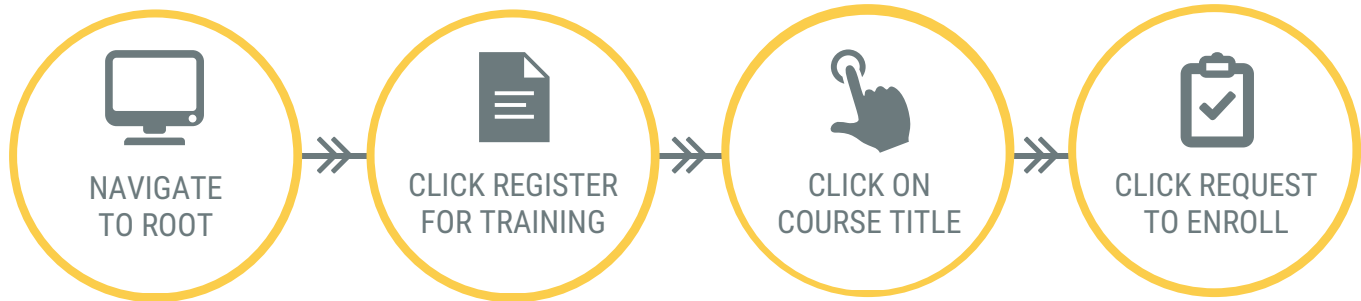 NAVIGATE
TO ROOT
CLICK REGISTER
FOR TRAINING
CLICK ON
COURSE TITLE
CLICK REQUEST
TO ENROLL